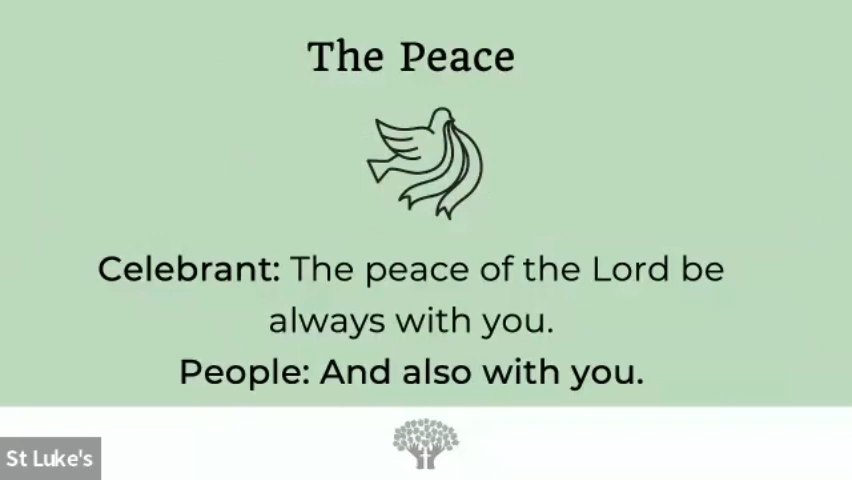 The Peace
Celebrant: The peace of the Lord be
always with you.
People: And also with you.
St Luke's